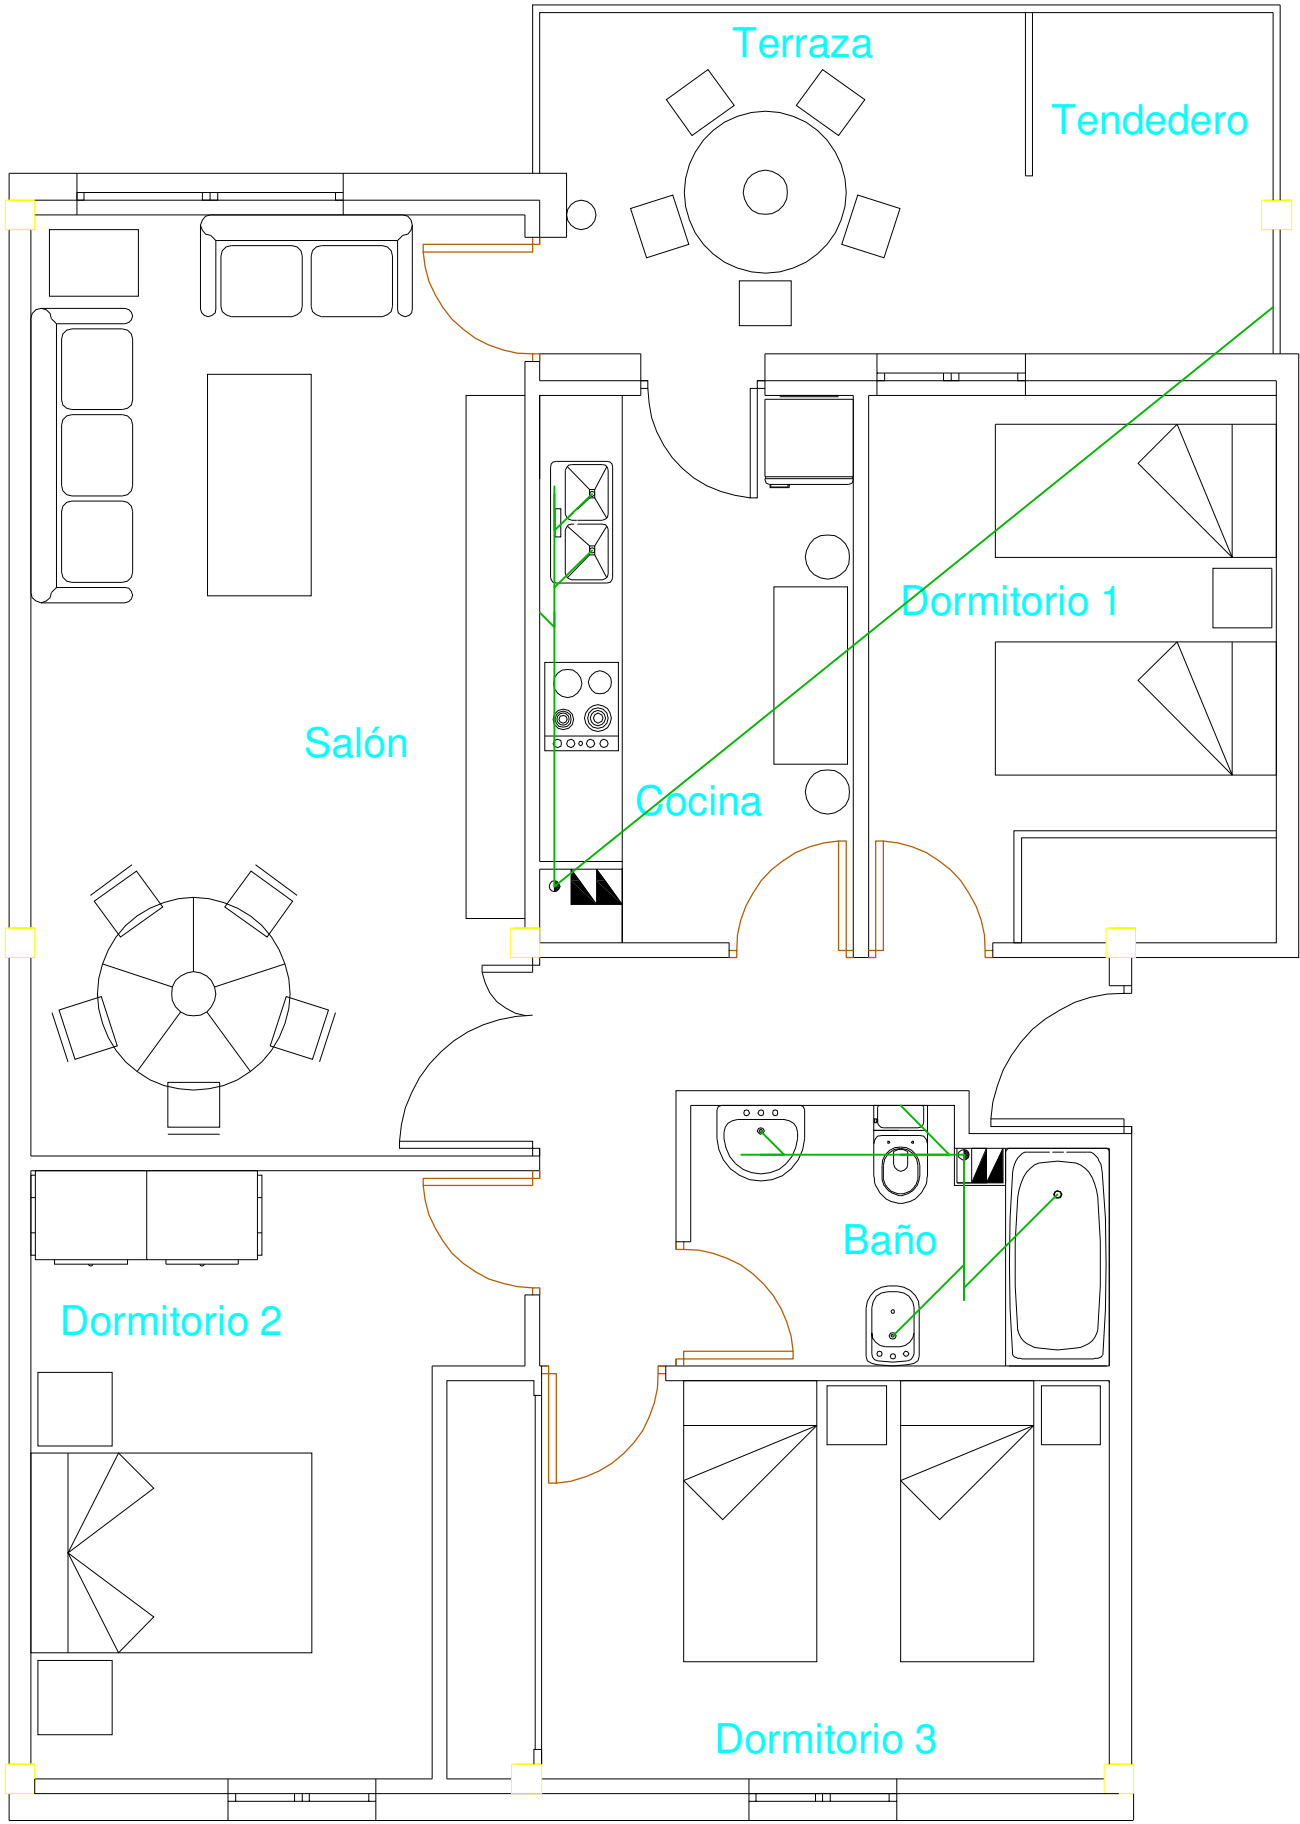 Terraza
Tendedero
Dormitorio 1
Salón
Cocina
Baño
Dormitorio 2
Dormitorio 3